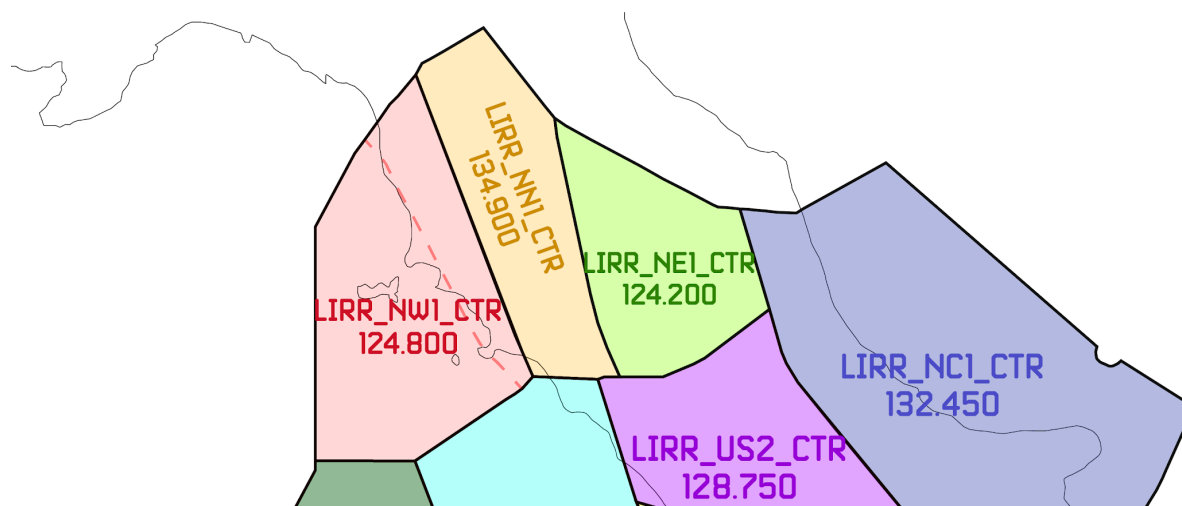 LIRR_NN1_CTR
134.900
LIRR_NE1_CTR
124.200
LIRR_NW1_CTR
124.800
LIRR_NC1_CTR
132.450
LIRR_US2_CTR
128.750